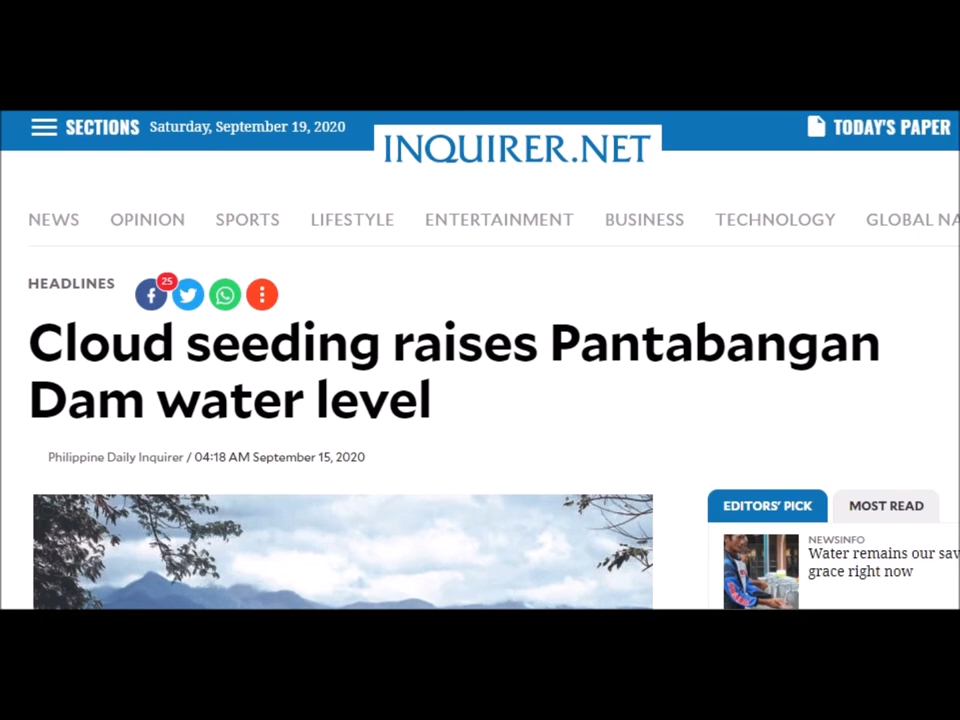 SECTIONS Saturday, September 19, 2020
INQUIRER.NET
TODAY'S PAPER
NEWS OPINION SPORTS LIFESTYLE ENTERTAINMENT BUSINESS TECHNOLOGY GLOBAL
HEADLINES
25
Cloud seeding raises Pantabangan
Dam water level
Philippine Daily Inquirer / 04:18 AM September 15, 2020
EDITORS' PICK MOST READ
NEWSINFO
Water remains our
grace right now